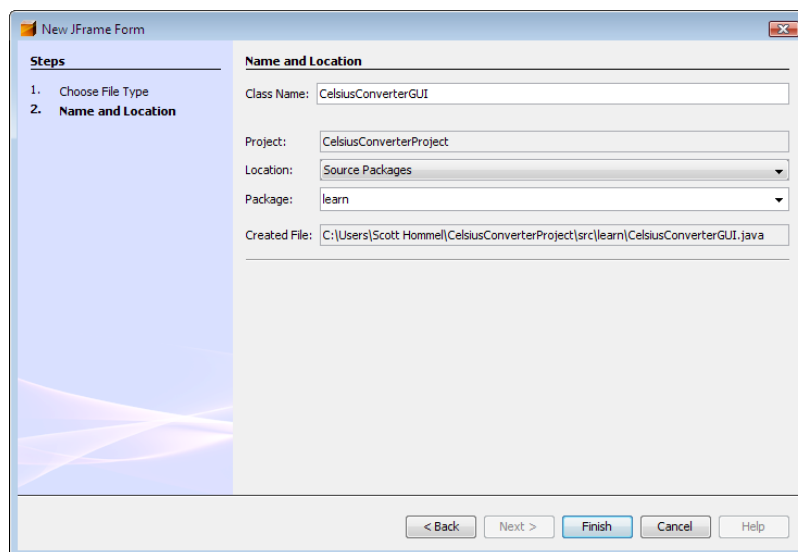 New JFrame Form
Steps
1. Choose File Type
2. Name and Location
Name and Location
Class Name: CelsiusConverterGUI
Project: CelsiusConverterProject
Location: Source Packages
Package: learn
Created File: C:\Users\Scott Hommel\CelsiusConverterProject\src\learn\CelsiusConverterGUI.java
< Back Next > Finish Cancel Help